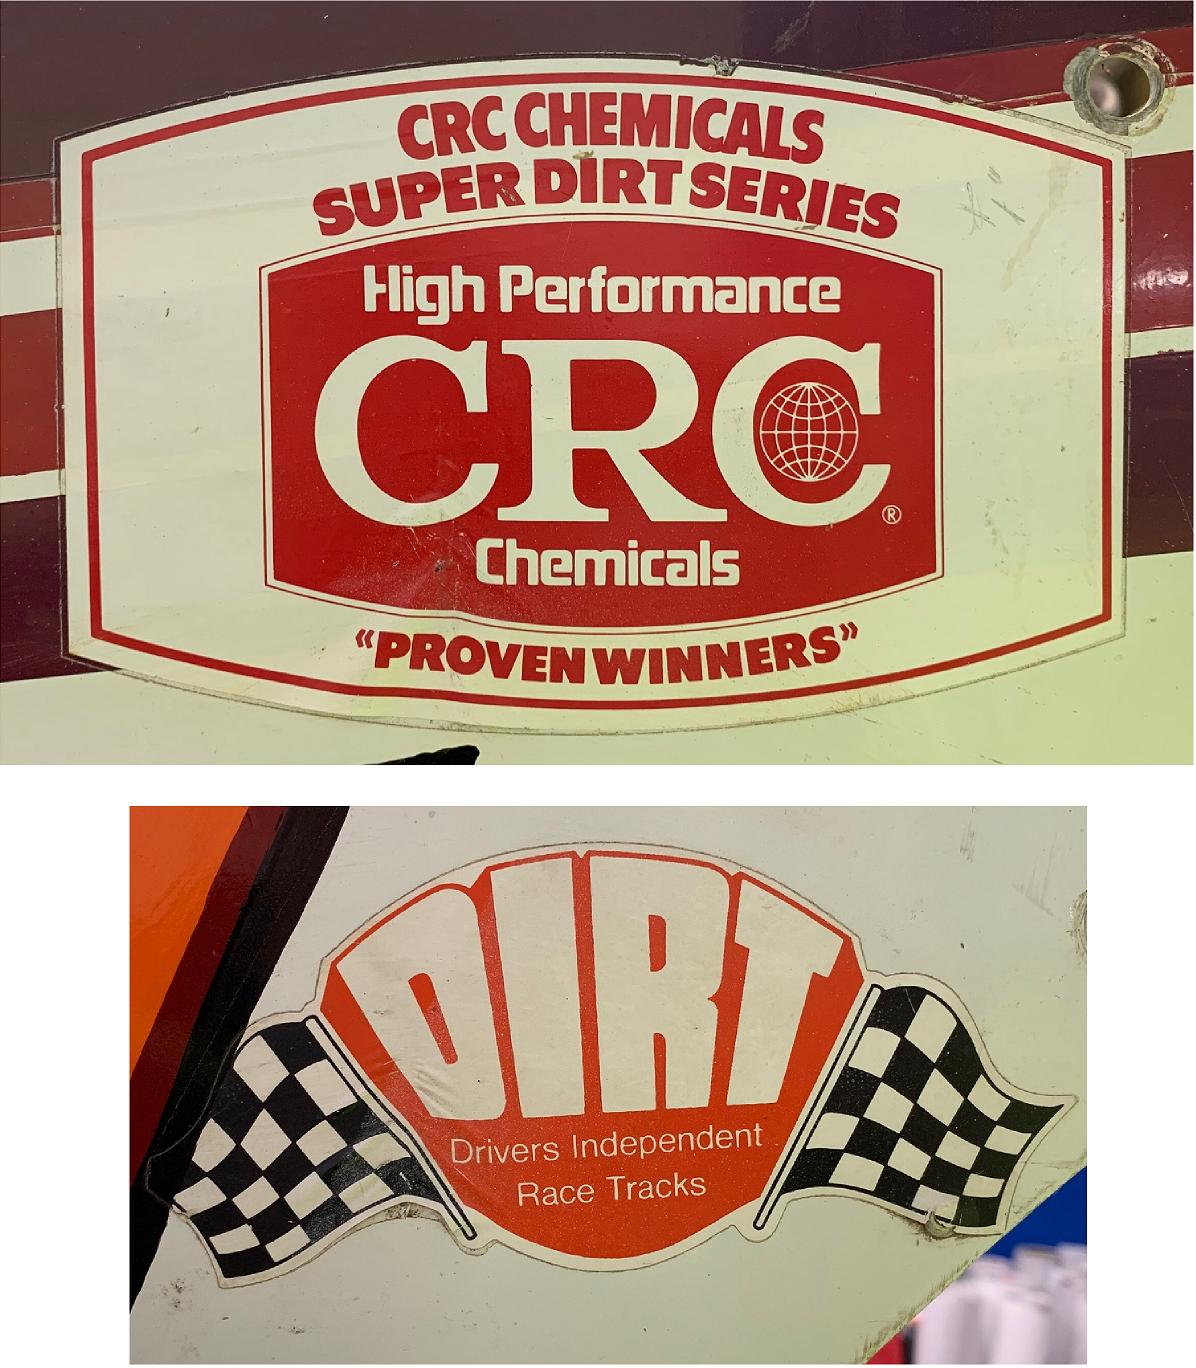 CRC CHEMICALS
SUPER DIRT SERIES
High Performance
CRC®
Chemicals
“PROVEN WINNERS”
DIRT
Drivers Independent
Race Tracks